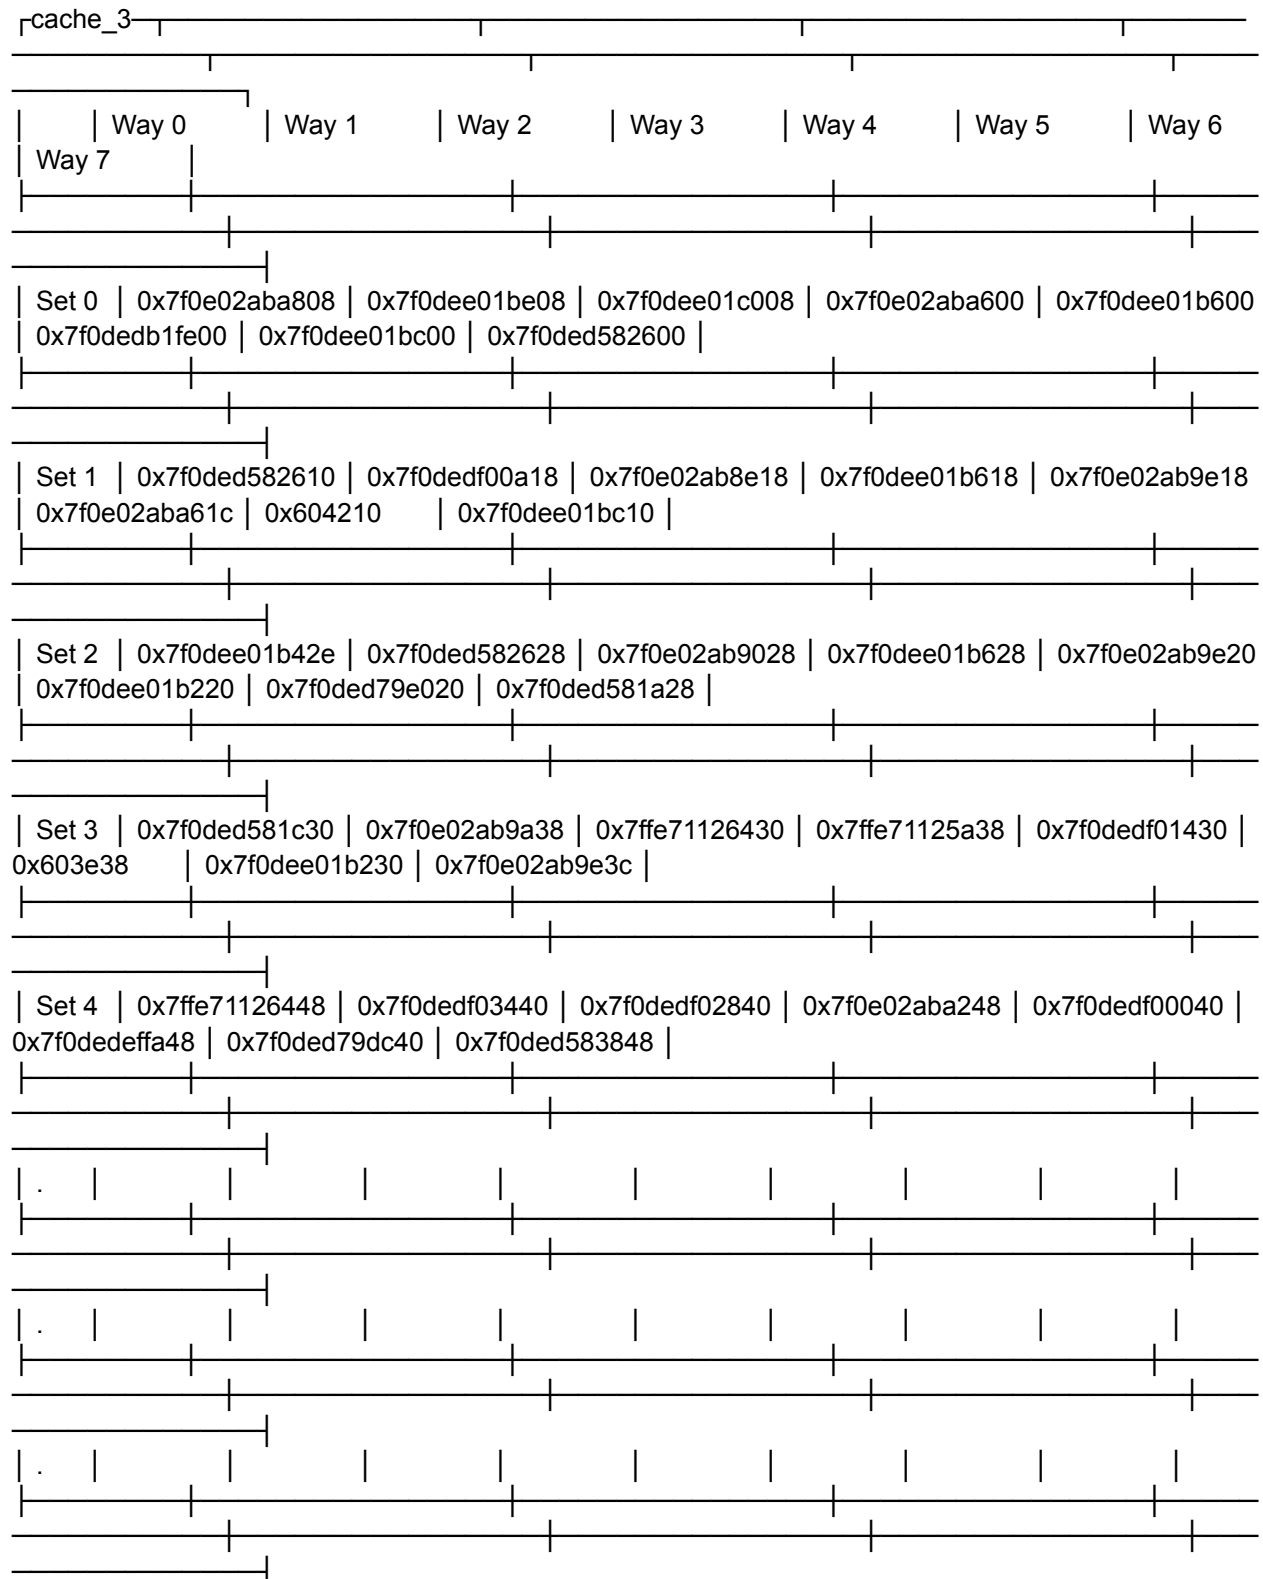 cache_3
| | Way 0 | Way 1 | Way 2 | Way 3 | Way 4 | Way 5 | Way 6
| Way 7 |
| Set 0 | 0x7f0e02aba808 | 0x7f0dee01be08 | 0x7f0dee01c008 | 0x7f0e02aba600 | 0x7f0dee01b600
| 0x7f0dedb1fe00 | 0x7f0dee01bc00 | 0x7f0ded582600 |
| Set 1 | 0x7f0ded582610 | 0x7f0dedf00a18 | 0x7f0e02ab8e18 | 0x7f0dee01b618 | 0x7f0e02ab9e18
| 0x7f0e02aba61c | 0x604210 | 0x7f0dee01bc10 |
| Set 2 | 0x7f0dee01b42e | 0x7f0ded582628 | 0x7f0e02ab9028 | 0x7f0dee01b628 | 0x7f0e02ab9e20
| 0x7f0dee01b220 | 0x7f0ded79e020 | 0x7f0ded581a28 |
| Set 3 | 0x7f0ded581c30 | 0x7f0e02ab9a38 | 0x7ffe71126430 | 0x7ffe71125a38 | 0x7f0dedf01430 |
0x603e38 | 0x7f0dee01b230 | 0x7f0e02ab9e3c |
| Set 4 | 0x7ffe71126448 | 0x7f0dedf03440 | 0x7f0dedf02840 | 0x7f0e02aba248 | 0x7f0dedf00040 |
0x7f0dedeffa48 | 0x7f0ded79dc40 | 0x7f0ded583848 |
| . | | | | | | | | |
| . | | | | | | | | |
| . | | | | | | | | |